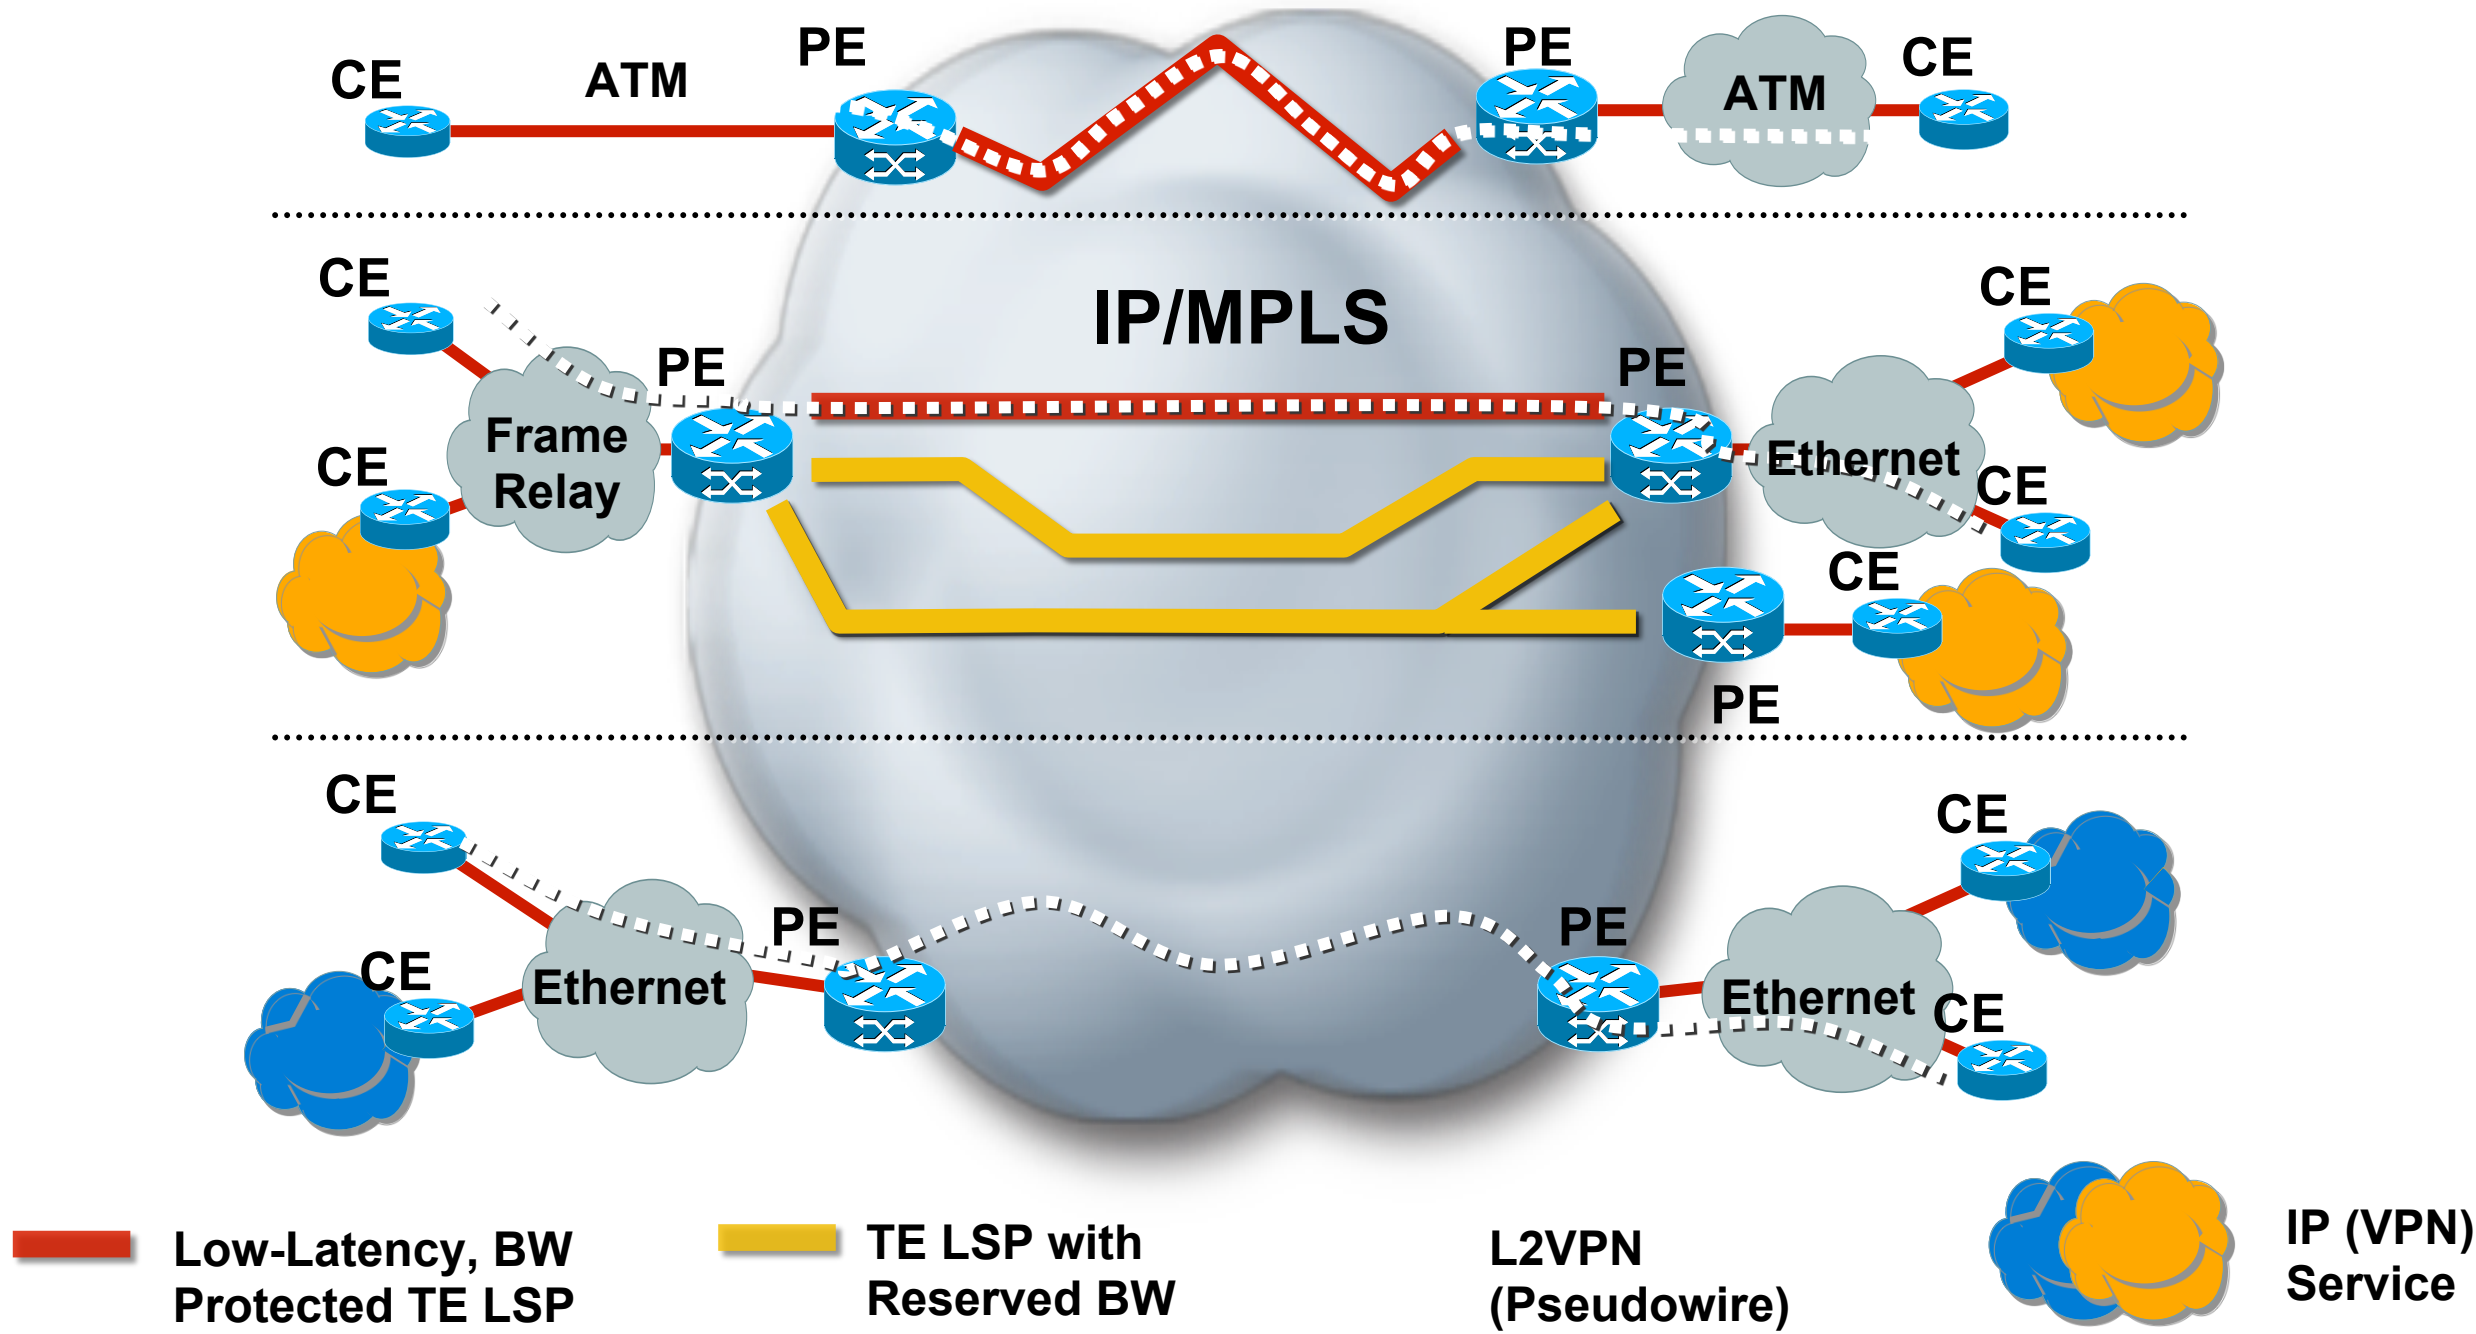 CE
ATM
PE
PE
ATM
CE
CE
IP/MPLS
CE
PE
PE
Frame
Relay
Ethernet
CE
CE
CE
PE
CE
CE
PE
PE
CE
Ethernet
Ethernet
CE
Low-Latency, BW
Protected TE LSP
TE LSP with
Reserved BW
L2VPN
(Pseudowire)
IP (VPN)
Service